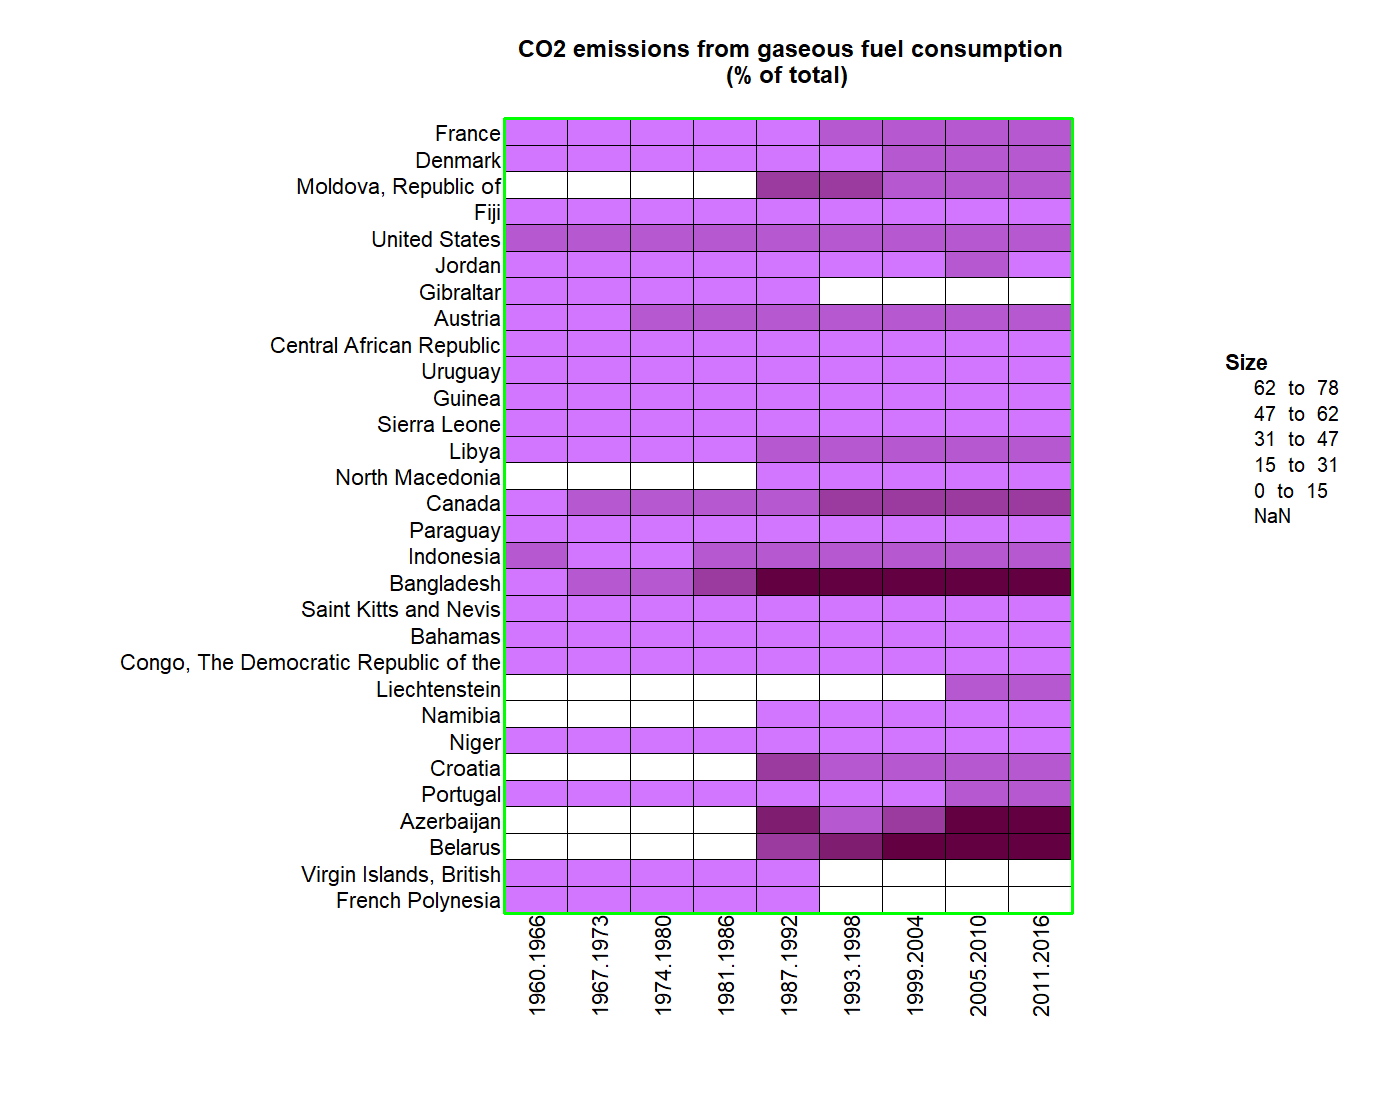 CO2 emissions from gaseous fuel consumption
(% of total)
France
Denmark
Moldova, Republic of
Fiji
United States
Jordan
Gibraltar
Austria
Central African Republic
Uruguay
Guinea
Sierra Leone
Libya
North Macedonia
Canada
Paraguay
Indonesia
Bangladesh
Saint Kitts and Nevis
Bahamas
Congo, The Democratic Republic of the
Liechtenstein
Namibia
Niger
Croatia
Portugal
Azerbaijan
Belarus
Virgin Islands, British
French Polynesia
1960.1966
1967.1973
1974.1980
1981.1986
1987.1992
1993.1998
1999.2004
2005.2010
2011.2016
Size
62 to 78
47 to 62
31 to 47
15 to 31
0 to 15
NaN